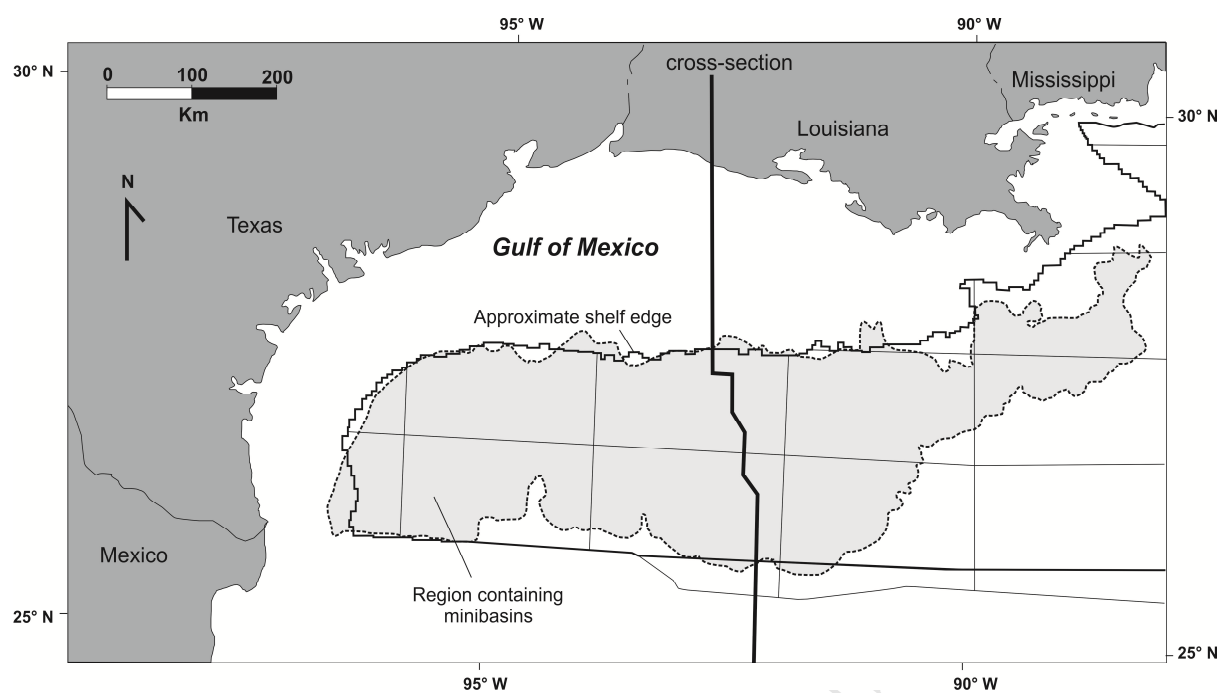 95° W
90° W
30° N
0 100 200
Km
cross-section
Mississippi
30° N
Louisiana
N
Texas
Gulf of Mexico
Approximate shelf edge
Mexico
Region containing
minibasins
25° N
25° N
95° W
90° W